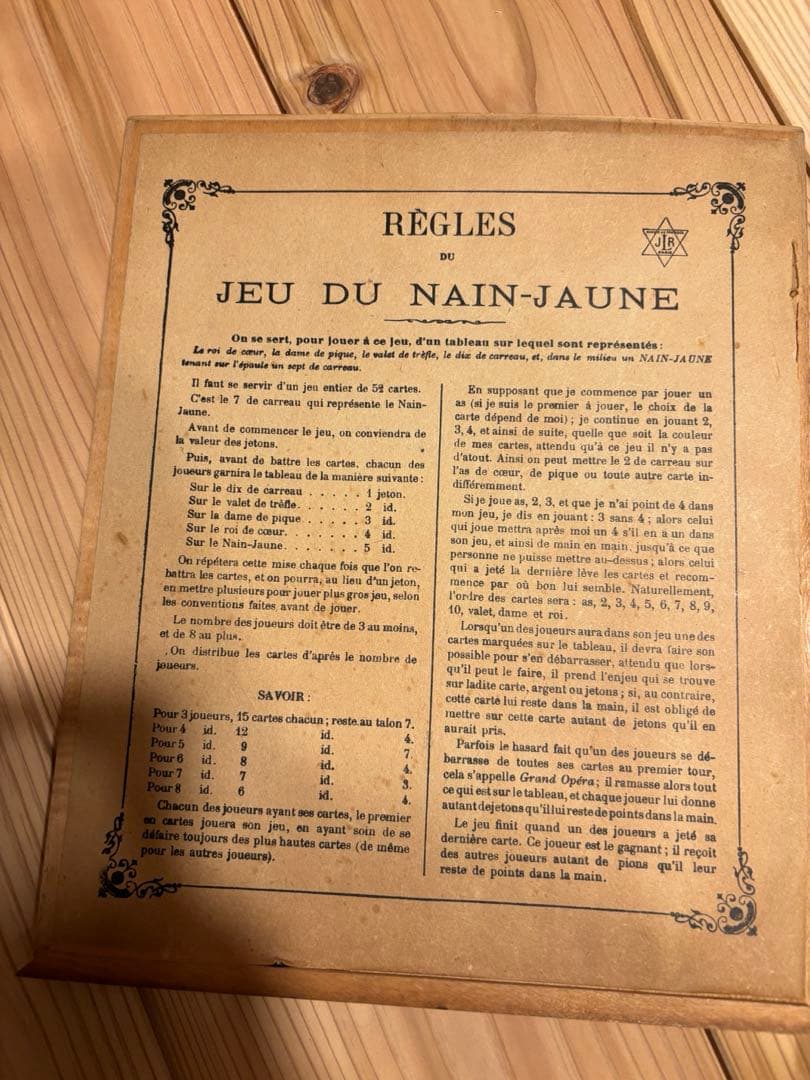 RÈGLES
DU
JEU DU NAIN-JAUNE
JLR
PARIS
On se sert, pour jouer à ce jeu, d'un tableau sur lequel sont représentés :
Le roi de cœur, la dame de pique, le valet de trèfle, le dix de carreau, et, dans le milieu un NAIN-JAUNE
tenant sur l'épaule un sept de carreau.
Il faut se servir d'un jeu entier de 52 cartes.
C'est le 7 de carreau qui représente le Nain-
Jaune.
Avant de commencer le jeu, on conviendra de
la valeur des jetons.
Puis, avant de battre les cartes, chacun des
joueurs garnira le tableau de la manière suivante :
Sur le dix de carreau . . . . . 1 jeton.
Sur le valet de trèfle. . . . . . 2 id.
Sur la dame de pique . . . . . 3 id.
Sur le roi de cœur. . . . . . . 4 id.
Sur le Nain-Jaune. . . . . . . 5 id.
On répétera cette mise chaque fois que l'on re-
battra les cartes, et on pourra, au lieu d'un jeton,
en mettre plusieurs pour jouer plus gros jeu, selon
les conventions faites avant de jouer.
Le nombre des joueurs doit être de 3 au moins,
et de 8 au plus.
On distribue les cartes d'après le nombre de
joueurs.
SAVOIR :
Pour 3 joueurs, 15 cartes chacun ; reste au talon 7.
Pour 4 id. 12 id. 4.
Pour 5 id. 9 id. 7.
Pour 6 id. 8 id. 4.
Pour 7 id. 7 id. 3.
Pour 8 id. 6 id. 4.
Chacun des joueurs ayant ses cartes, le premier
en cartes jouera son jeu, en ayant soin de se
défaire toujours des plus hautes cartes (de même
pour les autres joueurs).
En supposant que je commence par jouer un
as (si je suis le premier à jouer, le choix de la
carte dépend de moi) ; je continue en jouant 2,
3, 4, et ainsi de suite, quelle que soit la couleur
de mes cartes, attendu qu'à ce jeu il n'y a pas
d'atout. Ainsi on peut mettre le 2 de carreau sur
l'as de cœur, de pique ou toute autre carte in-
différemment.
Si je joue as, 2, 3, et que je n'ai point de 4 dans
mon jeu, je dis en jouant : 3 sans 4 ; alors celui
qui joue mettra après moi un 4 s'il en a un dans
son jeu, et ainsi de main en main, jusqu'à ce que
personne ne puisse mettre au-dessus ; alors celui
qui a jeté la dernière lève les cartes et recom-
mence par où bon lui semble. Naturellement,
l'ordre des cartes sera : as, 2, 3, 4, 5, 6, 7, 8, 9,
10, valet, dame et roi.
Lorsqu'un des joueurs aura dans son jeu une des
cartes marquées sur le tableau, il devra faire son
possible pour s'en débarrasser, attendu que lors-
qu'il peut le faire, il prend l'enjeu qui se trouve
sur ladite carte, argent ou jetons ; si, au contraire,
cette carte lui reste dans la main, il est obligé de
mettre sur cette carte autant de jetons qu'il en
aurait pris.
Parfois le hasard fait qu'un des joueurs se dé-
barrasse de toutes ses cartes au premier tour,
cela s'appelle Grand Opéra ; il ramasse alors tout
ce qui est sur le tableau, et chaque joueur lui donne
autant de jetons qu'il lui reste de points dans la main.
Le jeu finit quand un des joueurs a jeté sa
dernière carte. Ce joueur est le gagnant ; il reçoit
des autres joueurs autant de pions qu'il leur
reste de points dans la main.